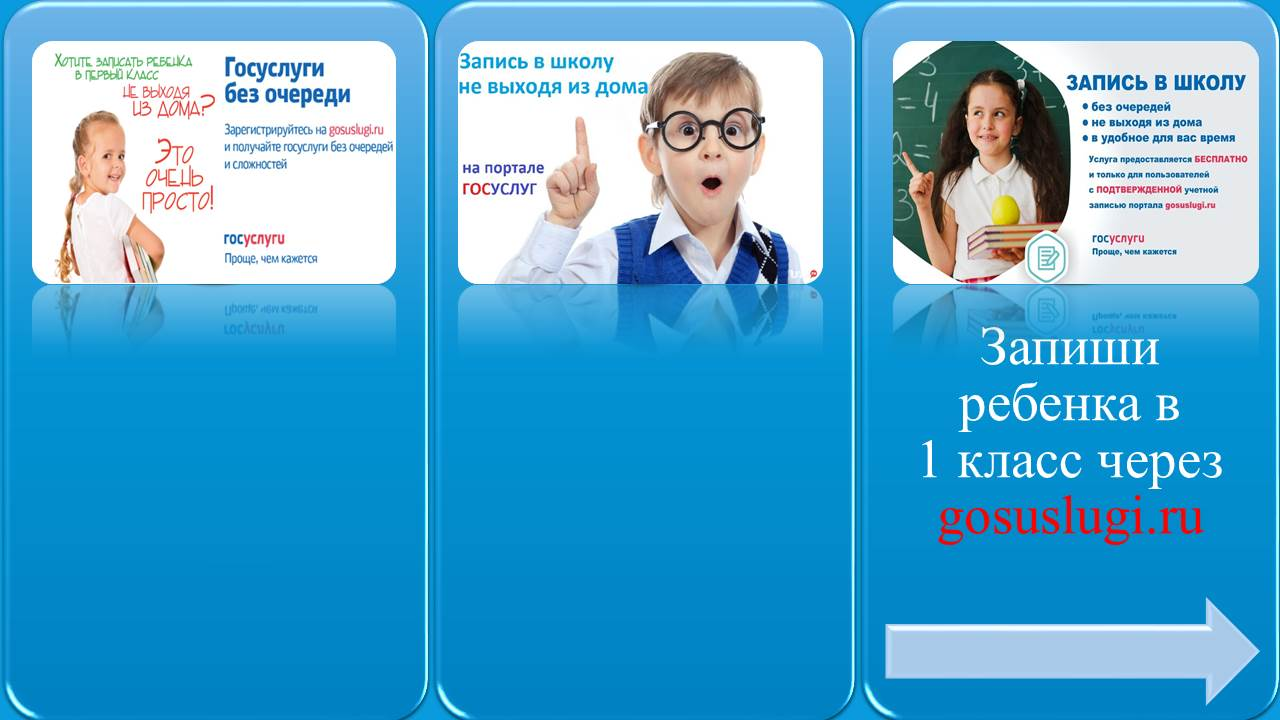 Хотите записать ребенка
в первый класс
не выходя
из дома?
Это
очень
просто!
Госуслуги
без очереди
Зарегистрируйтесь на gosuslugi.ru
и получайте госуслуги без очередей
и сложностей
госуслуги
Проще, чем кажется
Запись в школу
не выходя из дома
на портале
ГОСУСЛУГ
ЗАПИСЬ В ШКОЛУ
• без очередей
• не выходя из дома
• в удобное для вас время
Услуга предоставляется БЕСПЛАТНО
и только для пользователей
с ПОДТВЕРЖДЕННОЙ учетной
записью портала gosuslugi.ru
госуслуги
Проще, чем кажется
Запиши
ребенка в
1 класс через
gosuslugi.ru